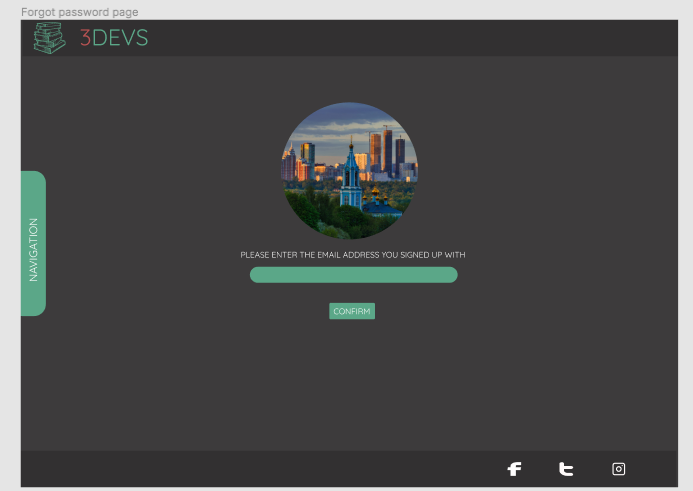 Forgot password page
3DEVS
NAVIGATION
PLEASE ENTER THE EMAIL ADDRESS YOU SIGNED UP WITH
CONFIRM